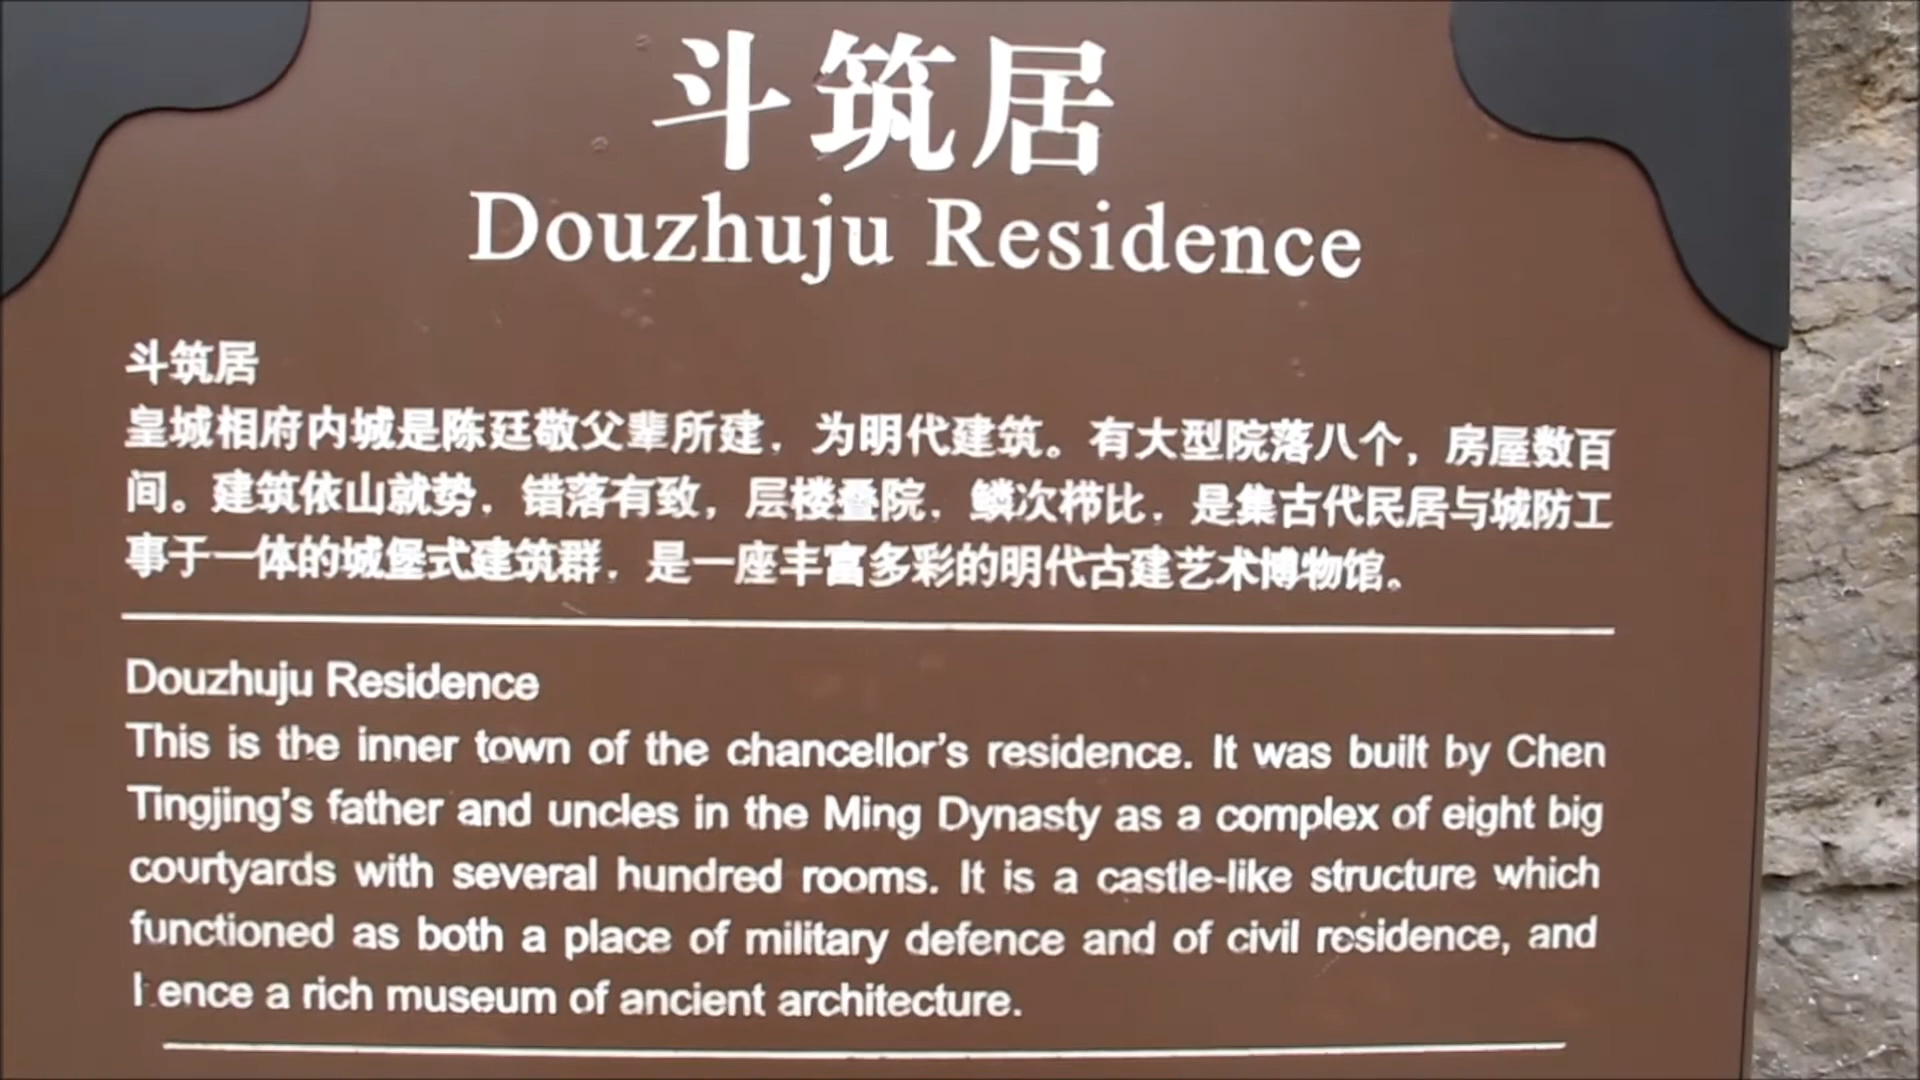 斗筑居
Douzhuju Residence
斗筑居
皇城相府内城是陈廷敬父辈所建，为明代建筑。有大型院落八个，房屋数百
间。建筑依山就势，错落有致，层楼叠院，鳞次栉比，是集古代民居与城防工
事于一体的城堡式建筑群，是一座丰富多彩的明代古建艺术博物馆。
Douzhuju Residence
This is the inner town of the chancellor's residence. It was built by Chen
Tingjing's father and uncles in the Ming Dynasty as a complex of eight big
courtyards with several hundred rooms. It is a castle-like structure which
functioned as both a place of military defence and of civil residence, and
hence a rich museum of ancient architecture.